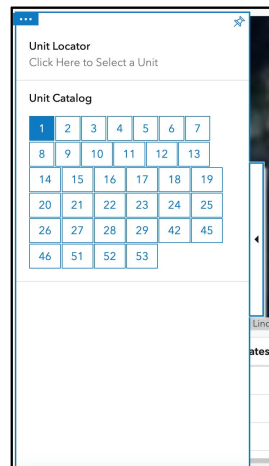 Unit Locator
Click Here to Select a Unit
Unit Catalog
1 2 3 4 5 6 7
8 9 10 11 12 13
14 15 16 17 18 19
20 21 22 23 24 25
26 27 28 29 42 45
46 51 52 53
Linc
ates